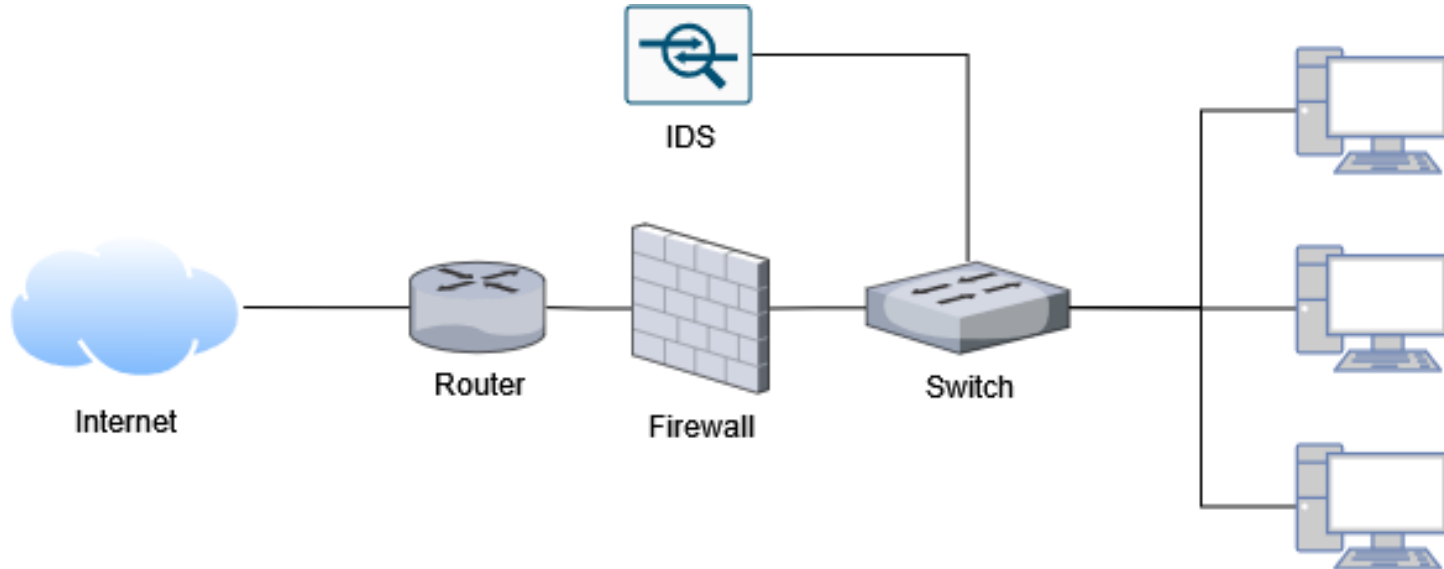 IDS
Internet
Router
Firewall
Switch